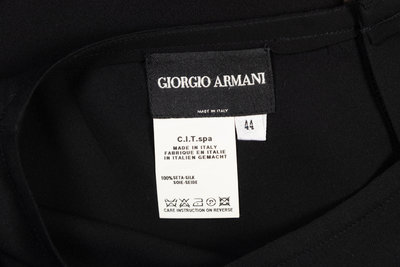 GIORGIO ARMANI
MADE IN ITALY
44
C.I.T.spa
MADE IN ITALY
FABRIQUE EN ITALIE
IN ITALIEN GEMACHT
100%SETA-SILK
SOIE-SEIDE
CARE INSTRUCTION ON REVERSE